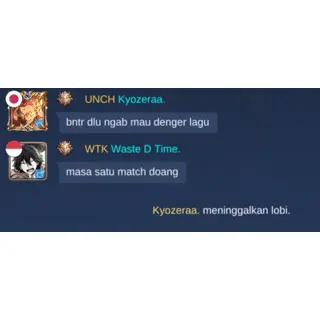 UNCH Kyozeraa.
bntr dlu ngab mau denger lagu
WTK Waste D Time.
masa satu match doang
Kyozeraa. meninggalkan lobi.